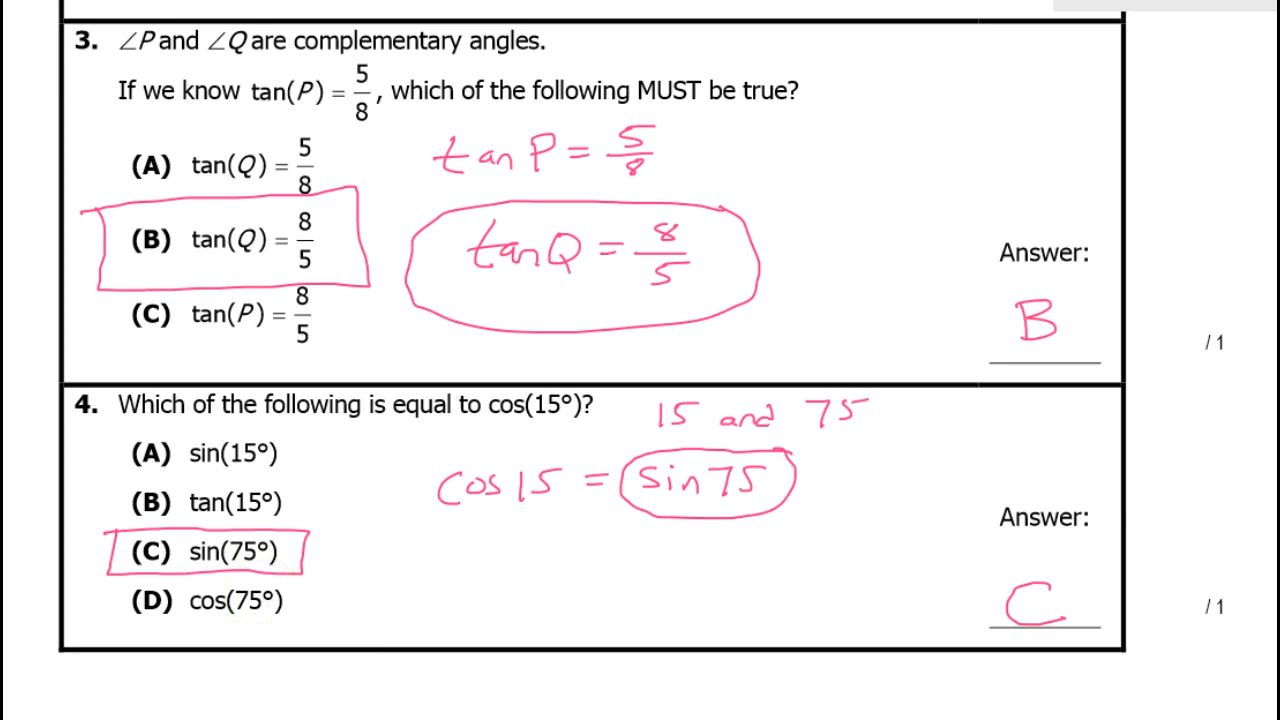 3. ∠P and ∠Q are complementary angles.
If we know tan(P) = 5/8, which of the following MUST be true?
(A) tan(Q) = 5/8
tan P = 5/8
(B) tan(Q) = 8/5
tan Q = 8/5
Answer:
(C) tan(P) = 8/5
B
/ 1
4. Which of the following is equal to cos(15°)?
15 and 75
(A) sin(15°)
cos 15 = sin 75
(B) tan(15°)
Answer:
(C) sin(75°)
(D) cos(75°)
C
/ 1